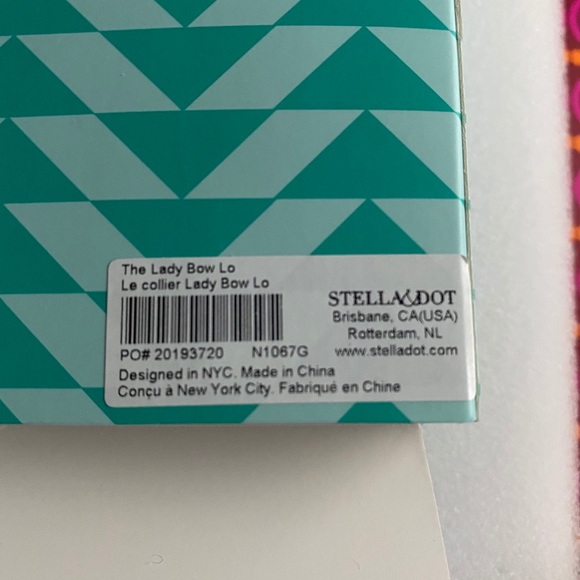 The Lady Bow Lo
Le collier Lady Bow Lo
STELLA&DOT
Brisbane, CA(USA)
Rotterdam, NL
PO# 20193720 N1067G www.stelladot.com
Designed in NYC. Made in China
Conçu à New York City. Fabriqué en Chine